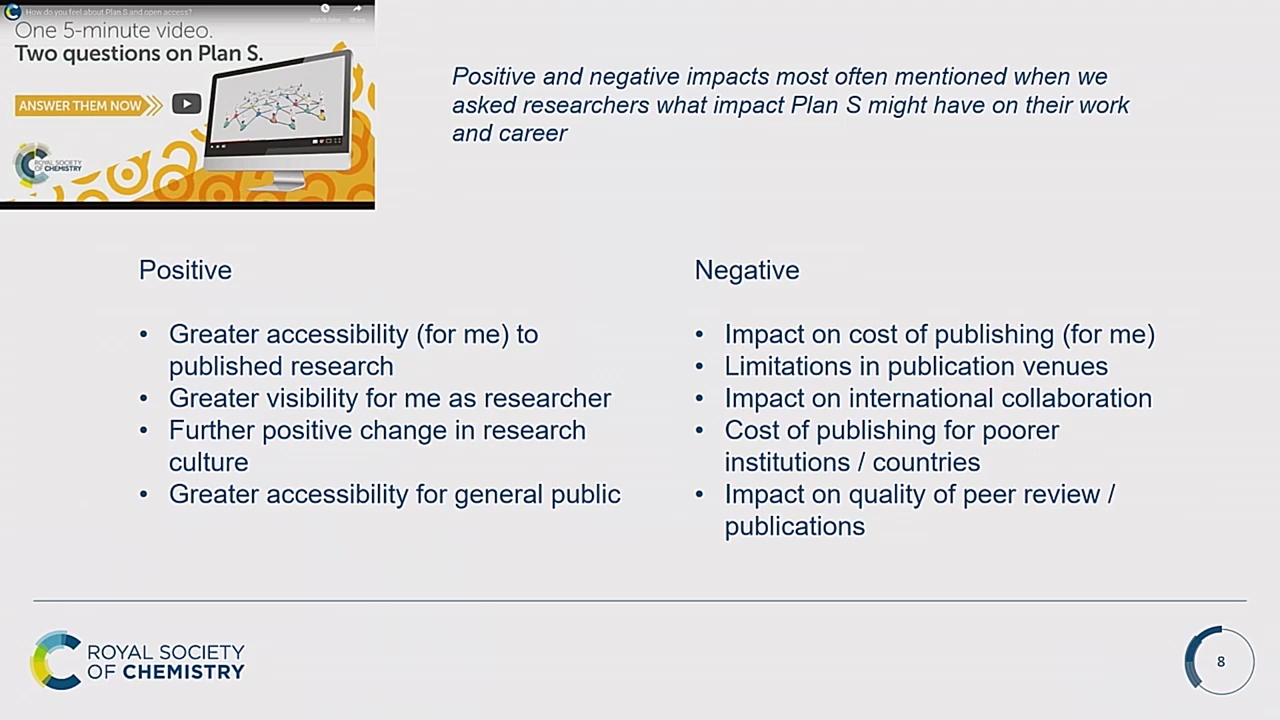 How do you feel about Plan S and open access?
Watch later
Share
One 5-minute video.
Two questions on Plan S.
ANSWER THEM NOW
ROYAL SOCIETY
OF CHEMISTRY
Positive and negative impacts most often mentioned when we
asked researchers what impact Plan S might have on their work
and career
Positive
• Greater accessibility (for me) to
published research
• Greater visibility for me as researcher
• Further positive change in research
culture
• Greater accessibility for general public
Negative
• Impact on cost of publishing (for me)
• Limitations in publication venues
• Impact on international collaboration
• Cost of publishing for poorer
institutions / countries
• Impact on quality of peer review /
publications
ROYAL SOCIETY
OF CHEMISTRY
8